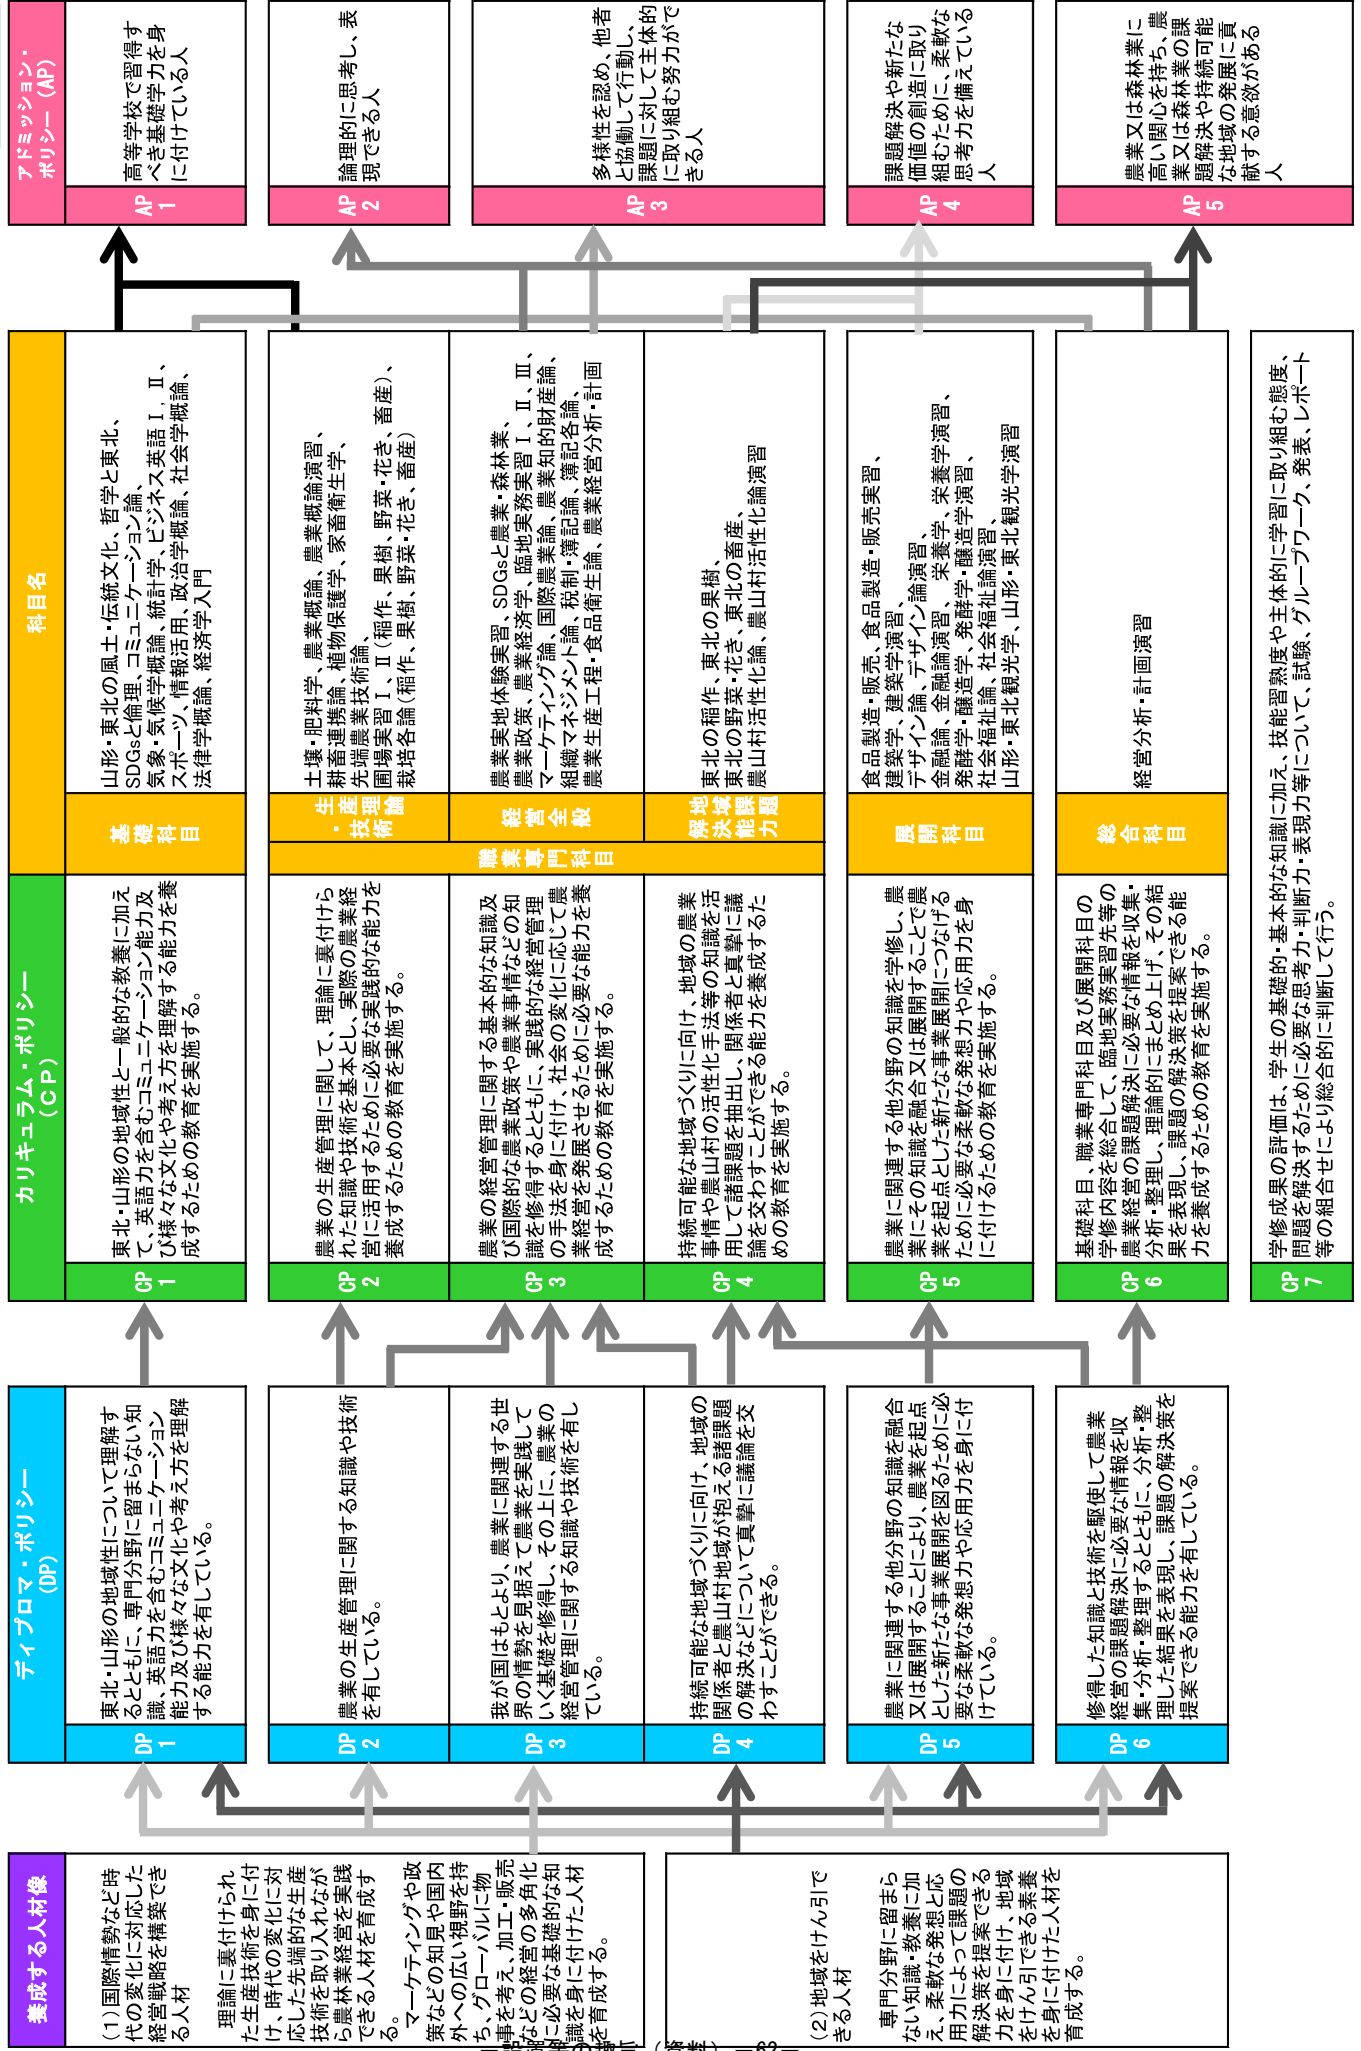 養成する人材像
(１)国際情勢など時
代の変化に対応した
経営戦略を構築でき
る人材
理論に裏付けられ
た生産技術を身に付
け、時代の変化に対
応した先端的な生産
技術を取り入れなが
ら農林業経営を実践
できる人材を育成す
る。
マーケティングや政
策などの知見や国内
外への広い視野を持
ち、グローバルに物
事を考え、加工・販売
などの経営の多角化
に必要な基礎的な知
識を身に付けた人材
を育成する。
(２)地域をけん引で
きる人材
専門分野に留まら
ない知識・教養に加
え、柔軟な発想と応
用力によって課題の
解決策を提案できる
力を身に付け、地域
をけん引できる素養
を身に付けた人材を
育成する。
ディプロマ・ポリシー
(DP)
DP
1
東北・山形の地域性について理解す
るとともに、専門分野に留まらない知
識、英語力を含むコミュニケーション
能力及び様々な文化や考え方を理解
する能力を有している。
DP
2
農業の生産管理に関する知識や技術
を有している。
DP
3
我が国はもとより、農業に関連する世
界の情勢を見据えて農業を実践して
いく基礎を修得し、その上に、農業の
経営管理に関する知識や技術を有し
ている。
DP
4
持続可能な地域づくりに向け、地域の
関係者と農山村地域が抱える諸課題
の解決などについて真摯に議論を交
わすことができる。
DP
5
農業に関連する他分野の知識を融合
又は展開することにより、農業を起点
とした新たな事業展開を図るために必
要な柔軟な発想力や応用力を身に付
けている。
DP
6
修得した知識と技術を駆使して農業
経営の課題解決に必要な情報を収
集・分析・整理するとともに、分析・整
理した結果を表現し、課題の解決策を
提案できる能力を有している。
カリキュラム・ポリシー
(ＣＰ)
CP
1
東北・山形の地域性と一般的な教養に加え
て、英語力を含むコミュニケーション能力及
び様々な文化や考え方を理解する能力を養
成するための教育を実施する。
CP
2
農業の生産管理に関して、理論に裏付けら
れた知識や技術を基本とし、実際の農業経
営に活用するために必要な実践的な能力を
養成するための教育を実施する。
CP
3
農業の経営管理に関する基本的な知識及
び国際的な農業政策や農業事情などの知
識を修得するとともに、実践的な経営管理
の手法を身に付け、社会の変化に応じて農
業経営を発展させるために必要な能力を養
成するための教育を実施する。
CP
4
持続可能な地域づくりに向け、地域の農業
事情や農山村の活性化手法等の知識を活
用して諸課題を抽出し、関係者と真摯に議
論を交わすことができる能力を養成するた
めの教育を実施する。
CP
5
農業に関連する他分野の知識を学修し、農
業にその知識を融合又は展開することで農
業を起点とした新たな事業展開につなげる
ために必要な柔軟な発想力や応用力を身
に付けるための教育を実施する。
CP
6
基礎科目、職業専門科目及び展開科目の
学修内容を総合して、臨地実務実習先等の
農業経営の課題解決に必要な情報を収集・
分析・整理し、理論的にまとめ上げ、その結
果を表現し、課題の解決策を提案できる能
力を養成するための教育を実施する。
CP
7
学修成果の評価は、学生の基礎的・基本的な知識に加え、技能習熟度や主体的に学習に取り組む態度、
問題を解決するために必要な思考力・判断力・表現力等について、試験、グループワーク、発表、レポート
等の組合せにより総合的に判断して行う。
科目名
基
礎
科
目
山形・東北の風土・伝統文化、哲学と東北、
SDGsと倫理、コミュニケーション論、
気象・気候学概論、統計学、ビジネス英語Ⅰ,Ⅱ、
スポーツ、情報活用、政治学概論、社会学概論、
法律学概論、経済学入門
職業専門科目
生産理論
・技術
土壌・肥料学、農業概論、農業概論演習、
耕畜連携論、植物保護学、家畜衛生学、
先端農業技術論、
圃場実習Ⅰ、Ⅱ(稲作、果樹、野菜・花き、畜産)、
栽培各論(稲作、果樹、野菜・花き、畜産)
経営全般
農業実地体験実習、SDGsと農業・森林業、
農業政策、農業経済学、臨地実務実習Ⅰ、Ⅱ、Ⅲ、
マーケティング論、国際農業論、農業知的財産論、
組織マネジメント論、税制・簿記論、簿記各論、
農業生産工程・食品衛生論、農業経営分析・計画
地域課題
解決能力
東北の稲作、東北の果樹、
東北の野菜・花き、東北の畜産、
農山村活性化論、農山村活性化論演習
展
開
科
目
食品製造・販売、食品製造・販売実習、
建築学、建築学演習、
デザイン論、デザイン論演習、
金融論、金融論演習、栄養学、栄養学演習、
発酵学・醸造学、発酵学・醸造学演習、
社会福祉論、社会福祉論演習、
山形・東北観光学、山形・東北観光学演習
総
合
科
目
経営分析・計画演習
アドミッション・
ポリシー(AP)
AP
1
高等学校で習得す
べき基礎学力を身
に付けている人
AP
2
論理的に思考し、表
現できる人
AP
3
多様性を認め、他者
と協働して行動し、
課題に対して主体的
に取り組む努力がで
きる人
AP
4
課題解決や新たな
価値の創造に取り
組むために、柔軟な
思考力を備えている
人
AP
5
農業又は森林業に
高い関心を持ち、農
業又は森林業の課
題解決や持続可能
な地域の発展に貢
献する意欲がある
人
(資料) ―62―